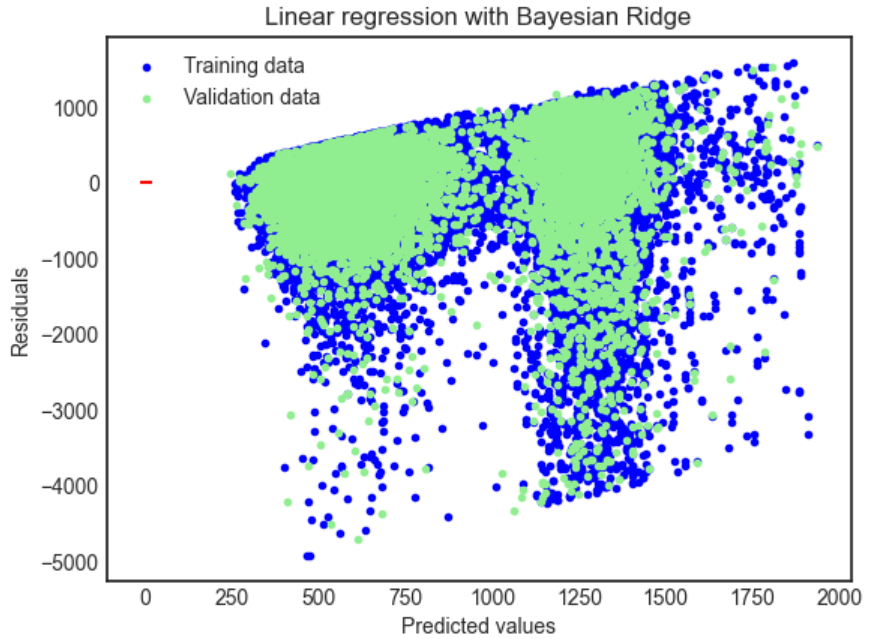 Linear regression with Bayesian Ridge
Training data
Validation data
1000
0
−1000
−2000
−3000
−4000
−5000
Residuals
0 250 500 750 1000 1250 1500 1750 2000
Predicted values